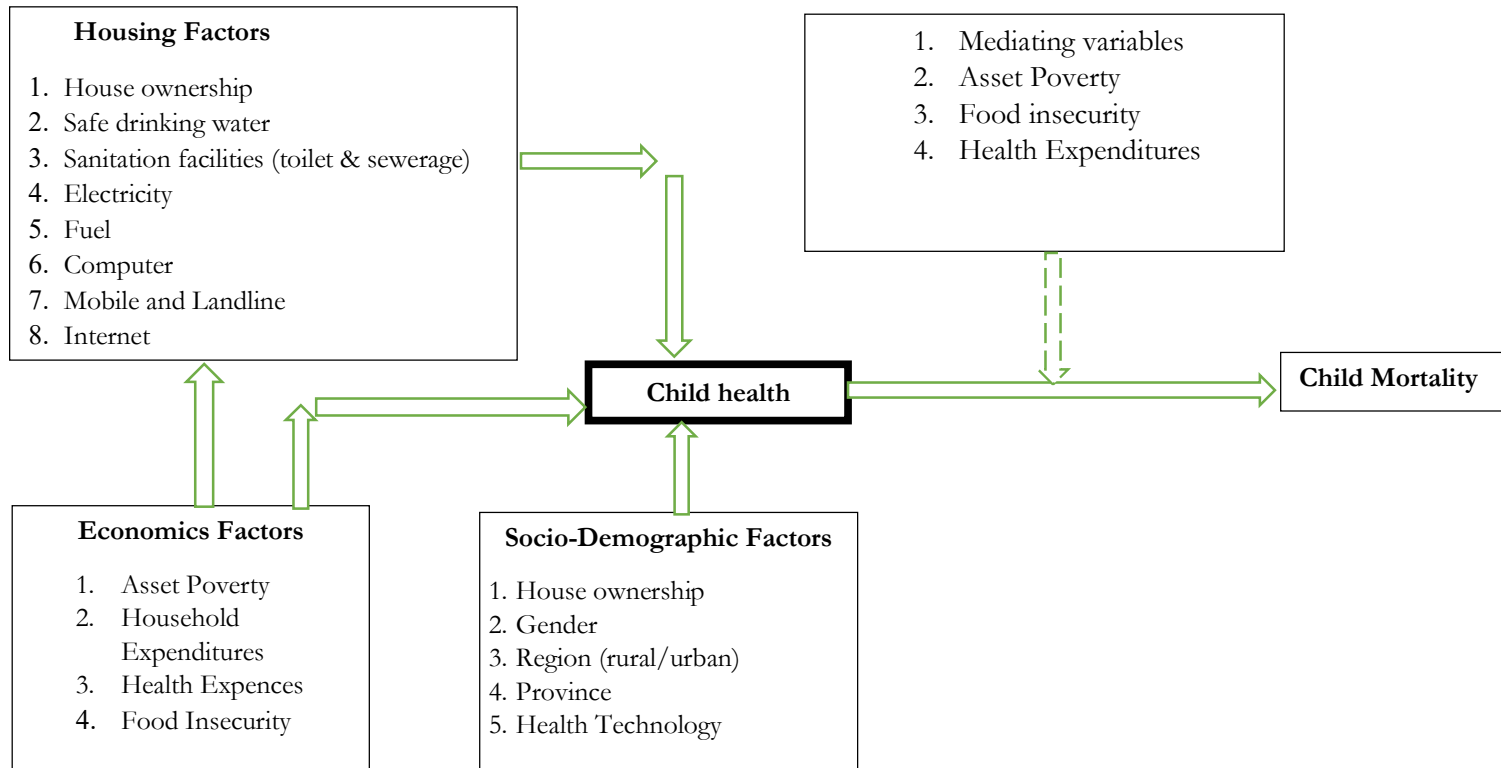 Housing Factors
1. House ownership
2. Safe drinking water
3. Sanitation facilities (toilet & sewerage)
4. Electricity
5. Fuel
6. Computer
7. Mobile and Landline
8. Internet
1. Mediating variables
2. Asset Poverty
3. Food insecurity
4. Health Expenditures
Child health
Child Mortality
Economics Factors
1. Asset Poverty
2. Household
Expenditures
3. Health Expences
4. Food Insecurity
Socio-Demographic Factors
1. House ownership
2. Gender
3. Region (rural/urban)
4. Province
5. Health Technology